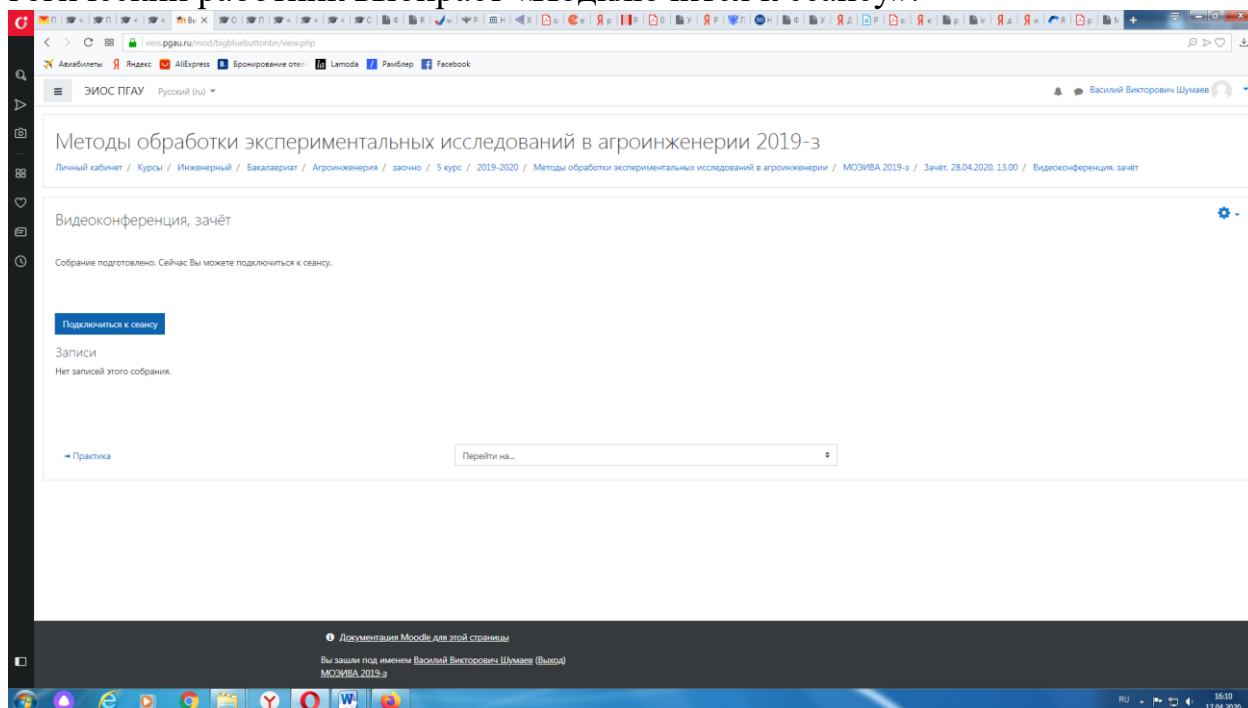 eios.pgau.ru/mod/bigbluebuttonbn/view.php
Авиабилеты Яндекс AliExpress Бронирование отел Lamoda Рамблер Facebook
ЭИОС ПГАУ Русский (ru) Василий Викторович Шумаев
Методы обработки экспериментальных исследований в агроинженерии 2019-з
Личный кабинет / Курсы / Инженерный / Бакалавриат / Агроинженерия / заочно / 5 курс / 2019-2020 / Методы обработки экспериментальных исследований в агроинженерии / МОЭИВА 2019-з / Зачёт, 28.04.2020, 13.00 / Видеоконференция, зачёт
Видеоконференция, зачёт
Собрание подготовлено. Сейчас Вы можете подключиться к сеансу.
Подключиться к сеансу
Записи
Нет записей этого собрания.
◄ Практика Перейти на...
Документация Moodle для этой страницы
Вы зашли под именем Василий Викторович Шумаев (Выход)
МОЭИВА 2019-з
RU 16:10
17.04.2020